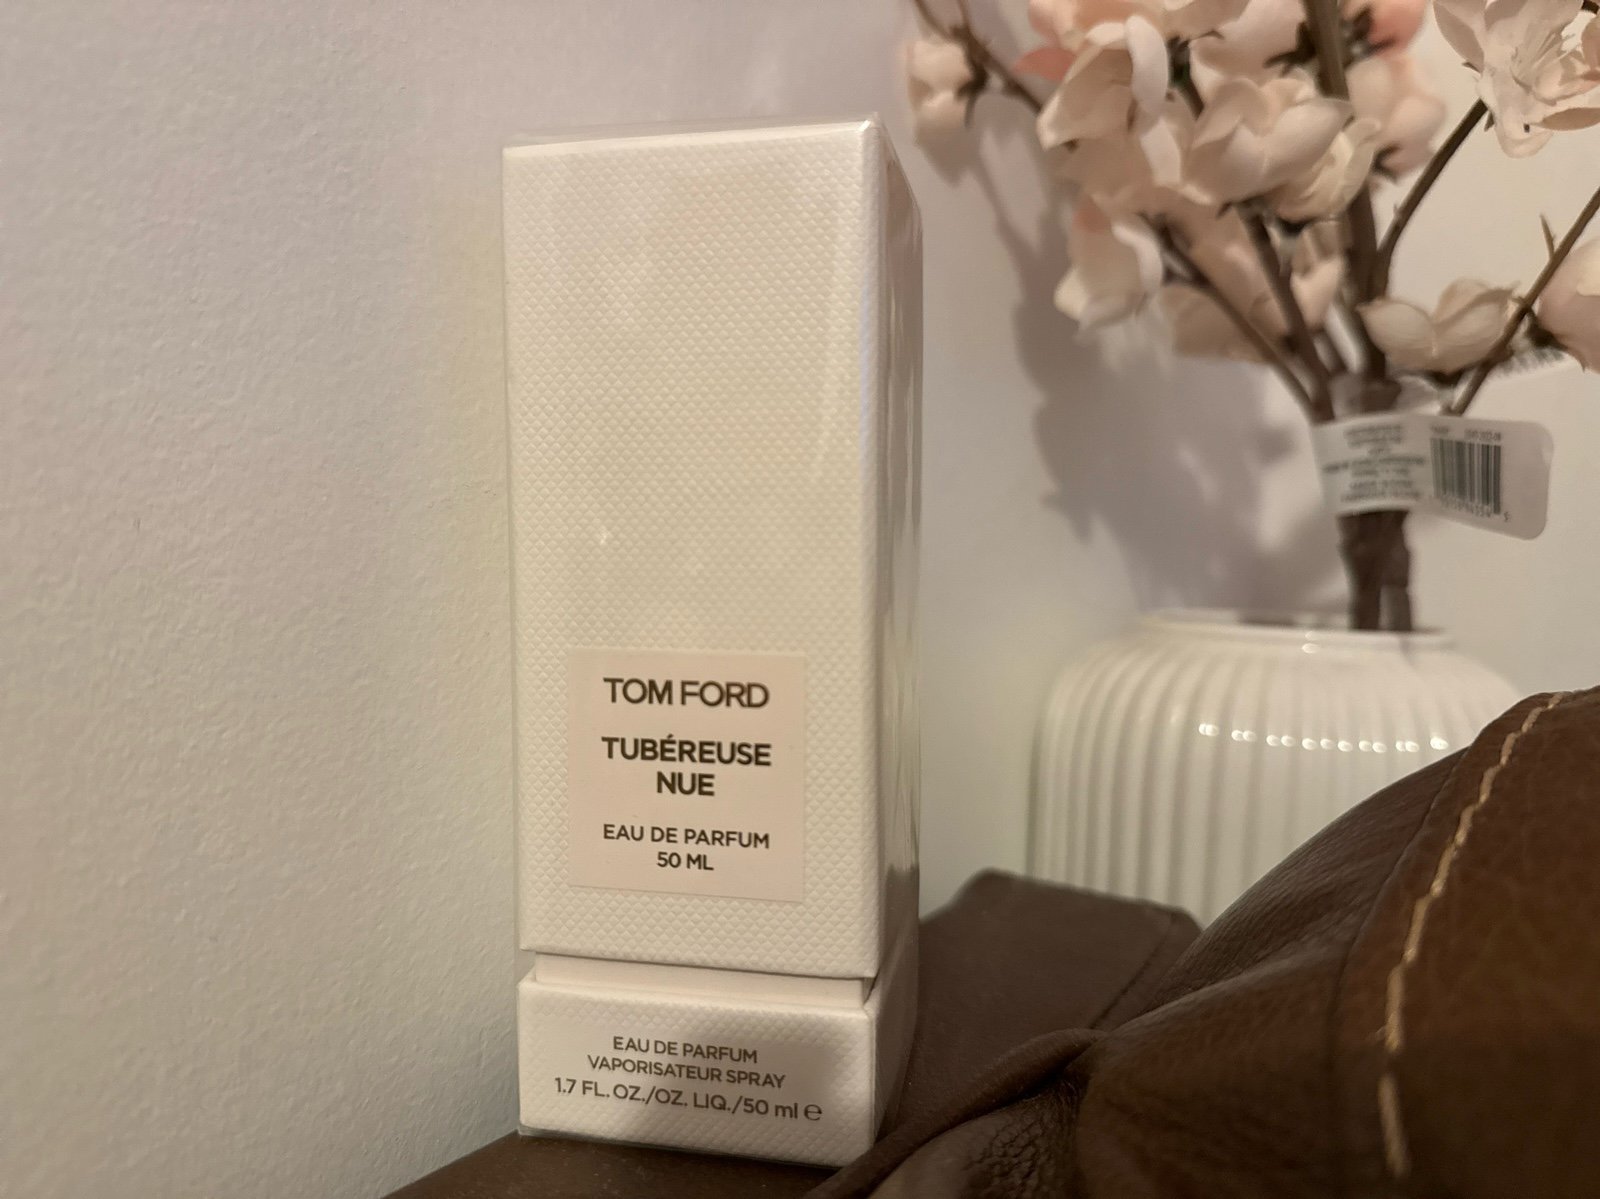 TOM FORD
TUBÉREUSE
NUE
EAU DE PARFUM
50 ML
EAU DE PARFUM
VAPORISATEUR SPRAY
1.7 FL. OZ./OZ. LIQ./50 ml ℮